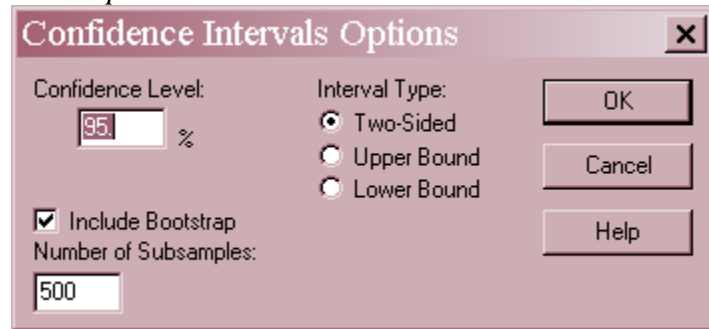 Confidence Intervals Options
Confidence Level:
95.
%
Interval Type:
Two-Sided
Upper Bound
Lower Bound
OK
Cancel
Help
Include Bootstrap
Number of Subsamples:
500